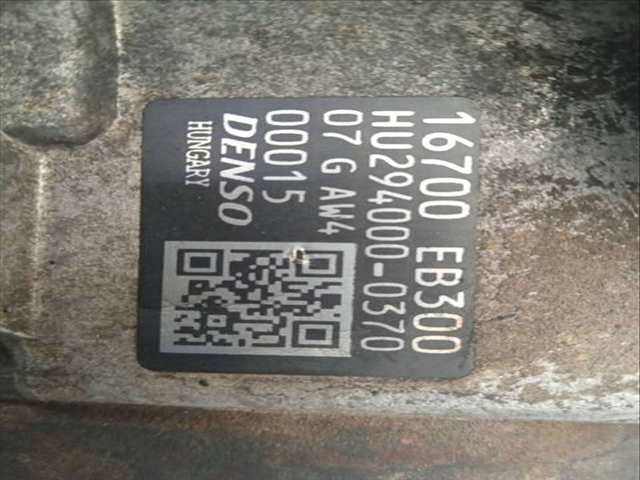 16700 EB300
HU294000-0370
07 G AW4
00015
DENSO
HUNGARY